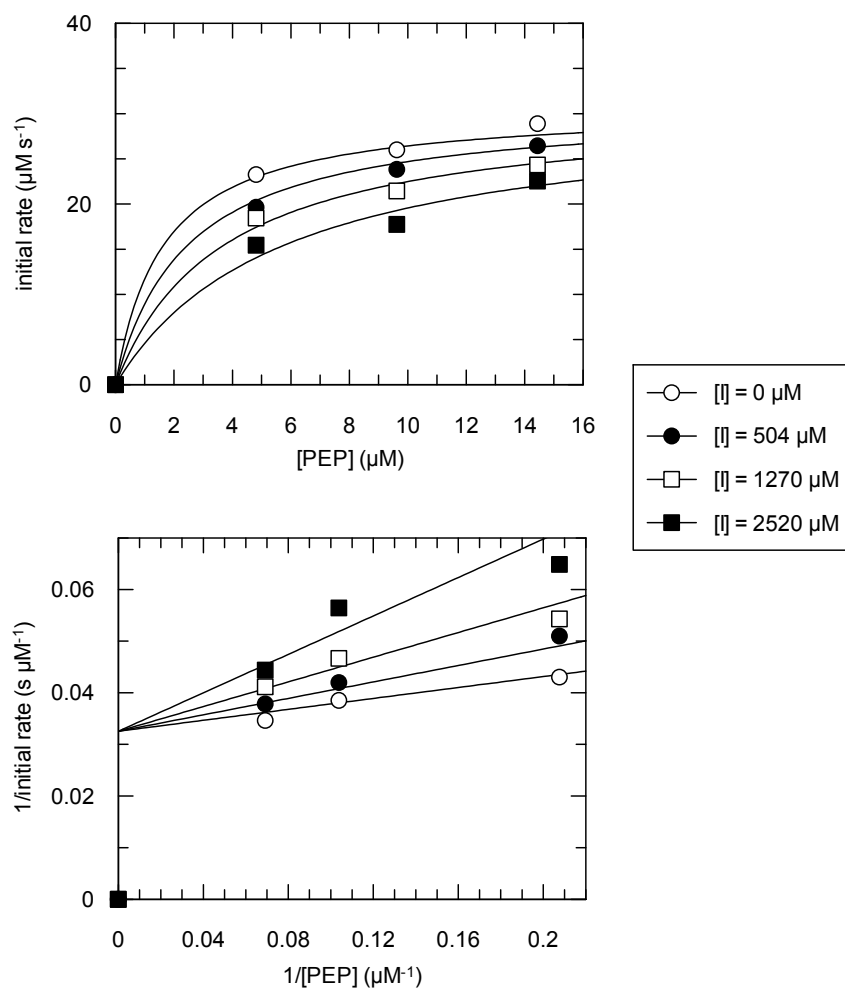 40
20
0
initial rate (µM s⁻¹)
0 2 4 6 8 10 12 14 16
[PEP] (µM)
[I] = 0 µM
[I] = 504 µM
[I] = 1270 µM
[I] = 2520 µM
0.06
0.04
0.02
0
1/initial rate (s µM⁻¹)
0 0.04 0.08 0.12 0.16 0.2
1/[PEP] (µM⁻¹)